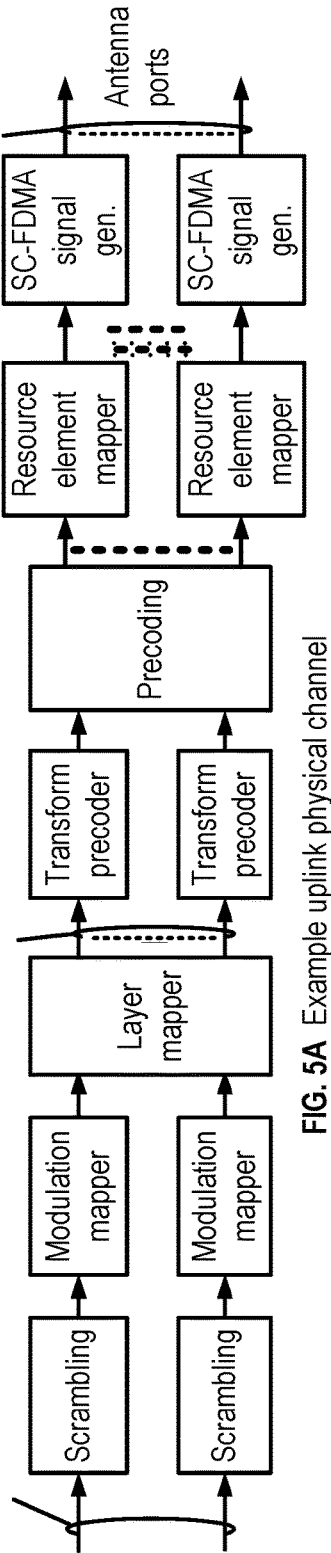 Scrambling
Scrambling
Modulation
mapper
Modulation
mapper
Layer
mapper
Transform
precoder
Transform
precoder
Precoding
Resource
element
mapper
Resource
element
mapper
SC-FDMA
signal
gen.
SC-FDMA
signal
gen.
Antenna
ports
FIG. 5A Example uplink physical channel